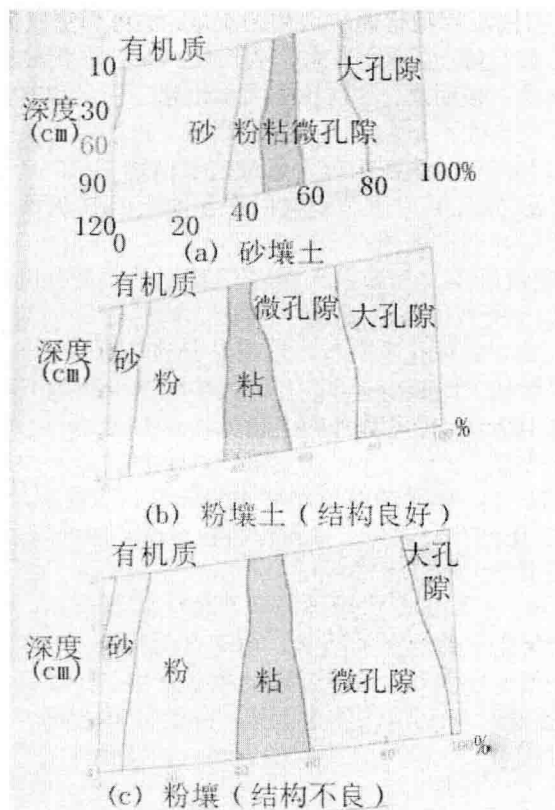 有机质
10
大孔隙
深度 30
(cm) 60
砂 粉 粘 微孔隙
90
120 0 20 40 60 80 100%
(a) 砂壤土
有机质
微孔隙 大孔隙
深度
(cm)
砂 粉 粘
100 %
(b) 粉壤土(结构良好)
有机质
大孔
隙
深度
(cm)
砂 粉 粘 微孔隙
100 %
(c) 粉壤(结构不良)